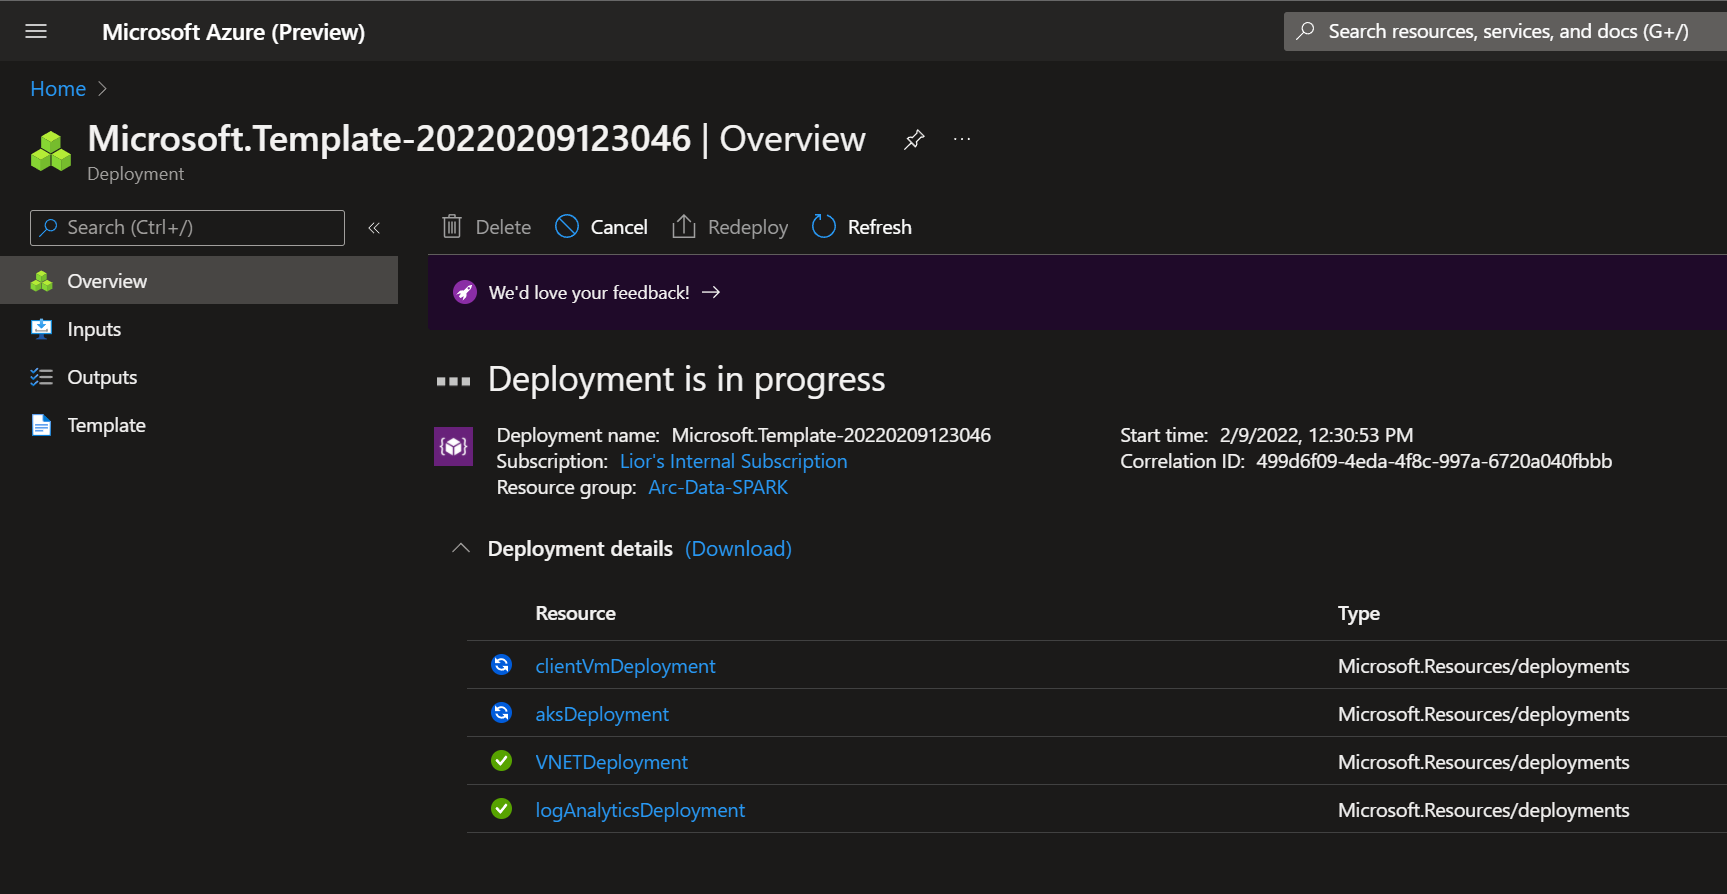 Microsoft Azure (Preview)
Search resources, services, and docs (G+/)
Home
Microsoft.Template-20220209123046 | Overview
Deployment
Search (Ctrl+/)
Delete
Cancel
Redeploy
Refresh
Overview
Inputs
Outputs
Template
We'd love your feedback! →
Deployment is in progress
Deployment name: Microsoft.Template-20220209123046
Subscription: Lior's Internal Subscription
Resource group: Arc-Data-SPARK
Start time: 2/9/2022, 12:30:53 PM
Correlation ID: 499d6f09-4eda-4f8c-997a-6720a040fbbb
Deployment details (Download)
Resource Type
clientVmDeployment Microsoft.Resources/deployments
aksDeployment Microsoft.Resources/deployments
VNETDeployment Microsoft.Resources/deployments
logAnalyticsDeployment Microsoft.Resources/deployments